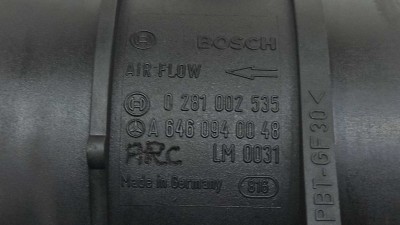 BOSCH
AIR FLOW
0 281 002 535
A 646 094 00 48
ARC LM 0031
Made in Germany 616
PBT-GF30<